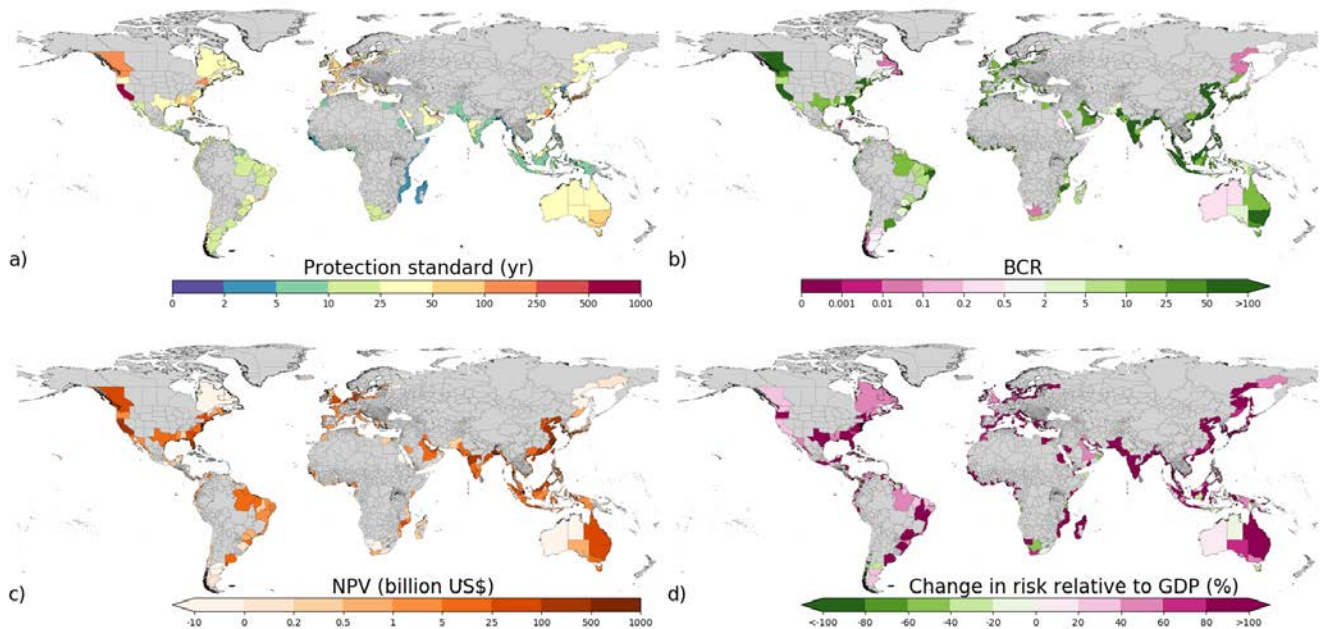 a)
Protection standard (yr)
0 2 5 10 25 50 100 250 500 1000
b)
BCR
0 0.001 0.01 0.1 0.2 0.5 2 5 10 25 50 >100
c)
NPV (billion US$)
-10 0 0.2 0.5 1 5 25 100 500 1000
d)
Change in risk relative to GDP (%)
<-100 -80 -60 -40 -20 0 20 40 60 80 >100